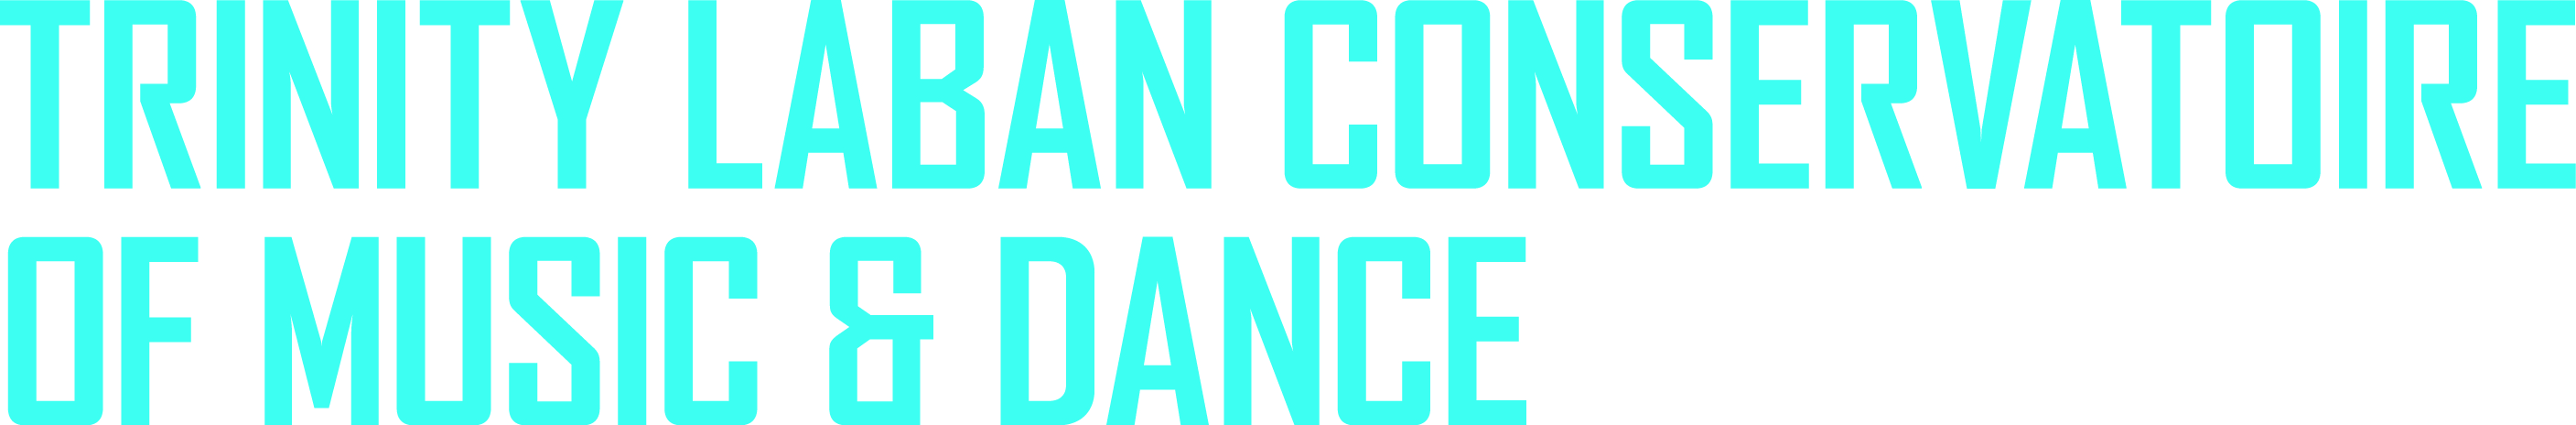 TRINITY LABAN CONSERVATOIRE
OF MUSIC & DANCE